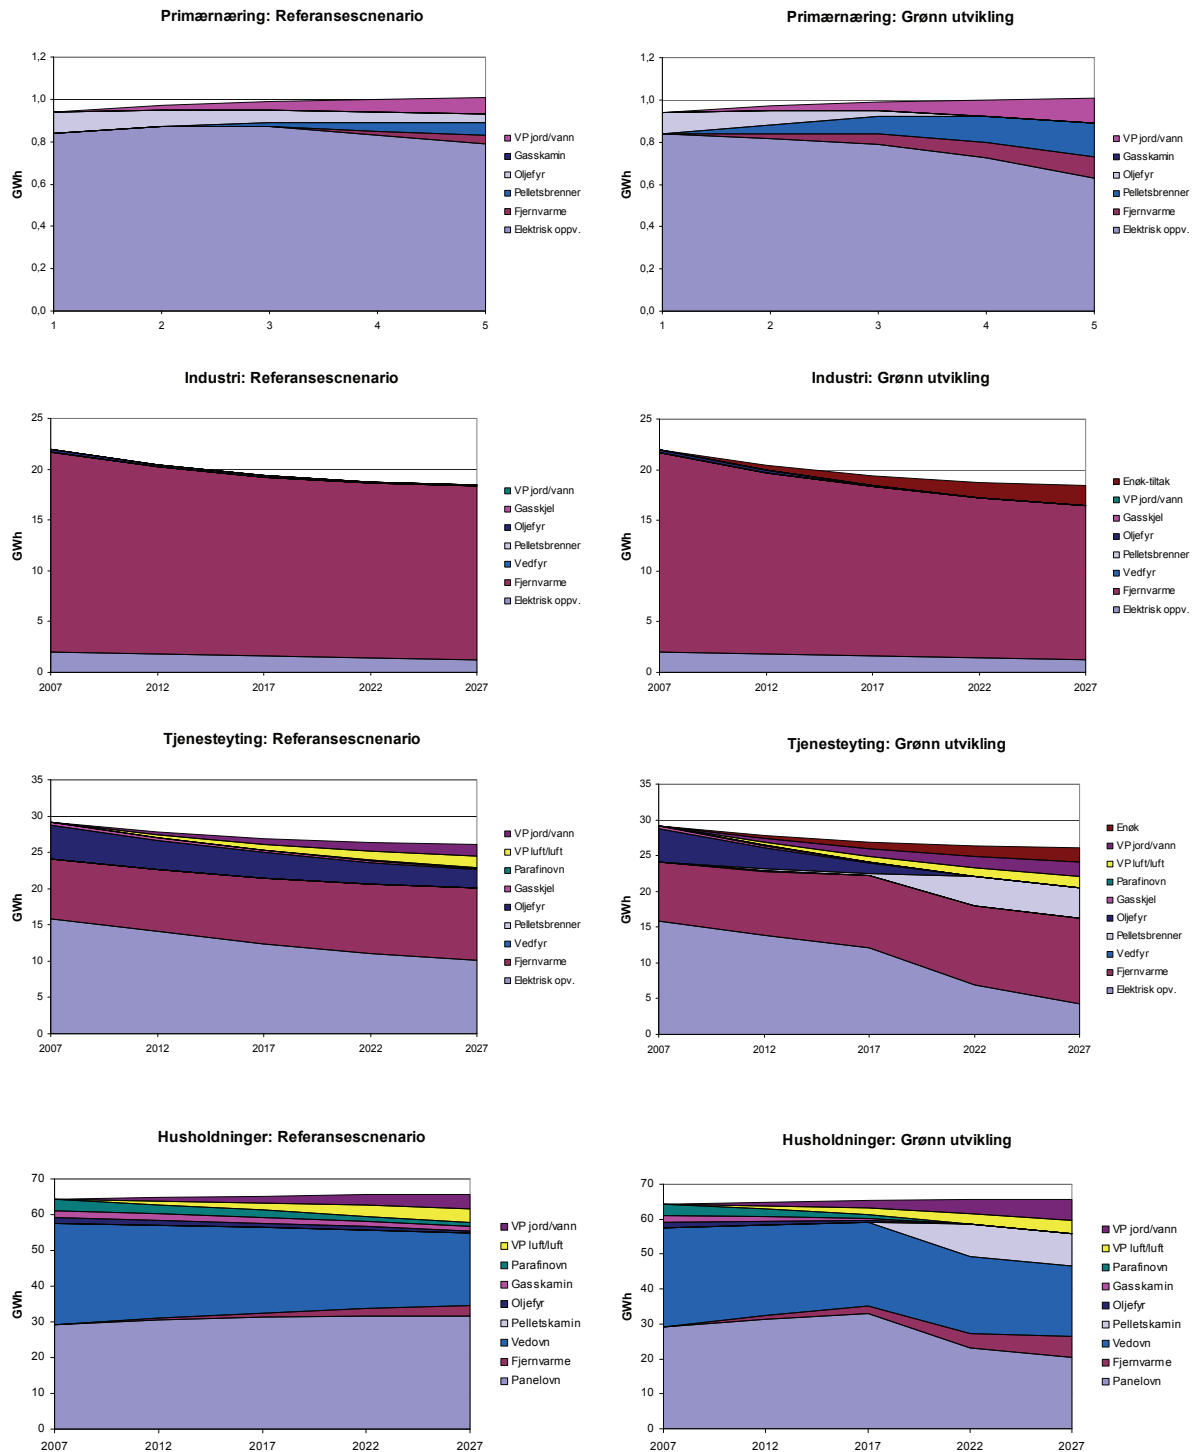 Primærnæring: Referansescnenario
1,2
1,0
0,8
0,6
0,4
0,2
0,0
GWh
1 2 3 4 5
VP jord/vann
Gasskamin
Oljefyr
Pelletsbrenner
Fjernvarme
Elektrisk oppv.
Primærnæring: Grønn utvikling
1,2
1,0
0,8
0,6
0,4
0,2
0,0
GWh
1 2 3 4 5
VP jord/vann
Gasskamin
Oljefyr
Pelletsbrenner
Fjernvarme
Elektrisk oppv.
Industri: Referansescnenario
25
20
15
10
5
0
GWh
2007 2012 2017 2022 2027
VP jord/vann
Gasskjel
Oljefyr
Pelletsbrenner
Vedfyr
Fjernvarme
Elektrisk oppv.
Industri: Grønn utvikling
25
20
15
10
5
0
GWh
2007 2012 2017 2022 2027
Enøk-tiltak
VP jord/vann
Gasskjel
Oljefyr
Pelletsbrenner
Vedfyr
Fjernvarme
Elektrisk oppv.
Tjenesteyting: Referansescnenario
35
30
25
20
15
10
5
0
GWh
2007 2012 2017 2022 2027
VP jord/vann
VP luft/luft
Parafinovn
Gasskjel
Oljefyr
Pelletsbrenner
Vedfyr
Fjernvarme
Elektrisk opv.
Tjenesteyting: Grønn utvikling
35
30
25
20
15
10
5
0
GWh
2007 2012 2017 2022 2027
Enøk
VP jord/vann
VP luft/luft
Parafinovn
Gasskjel
Oljefyr
Pelletsbrenner
Vedfyr
Fjernvarme
Elektrisk opv.
Husholdninger: Referansescnenario
70
60
50
40
30
20
10
0
GWh
2007 2012 2017 2022 2027
VP jord/vann
VP luft/luft
Parafinovn
Gasskamin
Oljefyr
Pelletskamin
Vedovn
Fjernvarme
Panelovn
Husholdninger: Grønn utvikling
70
60
50
40
30
20
10
0
GWh
2007 2012 2017 2022 2027
VP jord/vann
VP luft/luft
Parafinovn
Gasskamin
Oljefyr
Pelletskamin
Vedovn
Fjernvarme
Panelovn